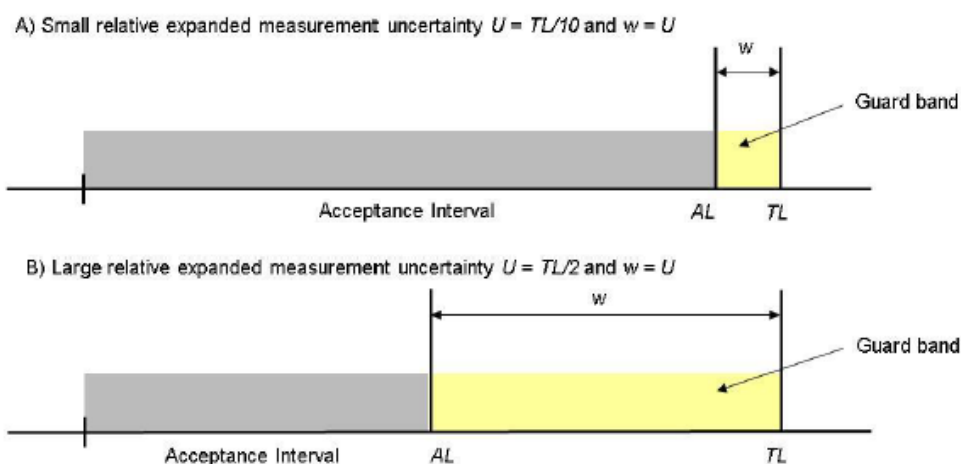 A) Small relative expanded measurement uncertainty U = TL/10 and w = U
w
Guard band
Acceptance Interval
AL
TL
B) Large relative expanded measurement uncertainty U = TL/2 and w = U
w
Guard band
Acceptance Interval
AL
TL